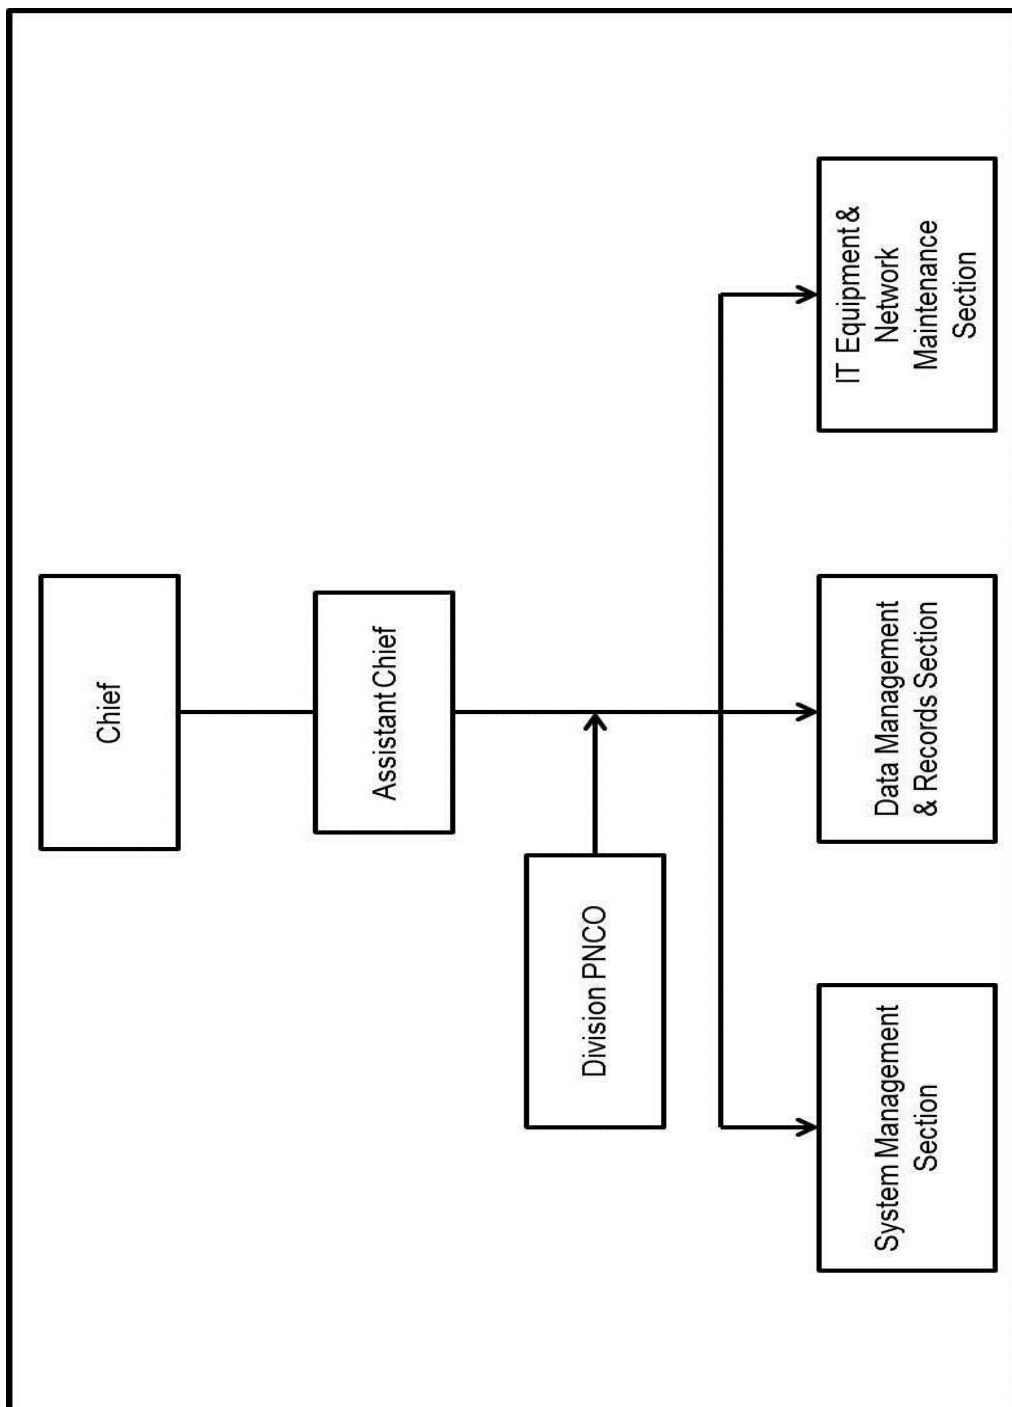 Chief
Assistant Chief
Division PNCO
System Management
Section
Data Management
& Records Section
IT Equipment &
Network
Maintenance
Section